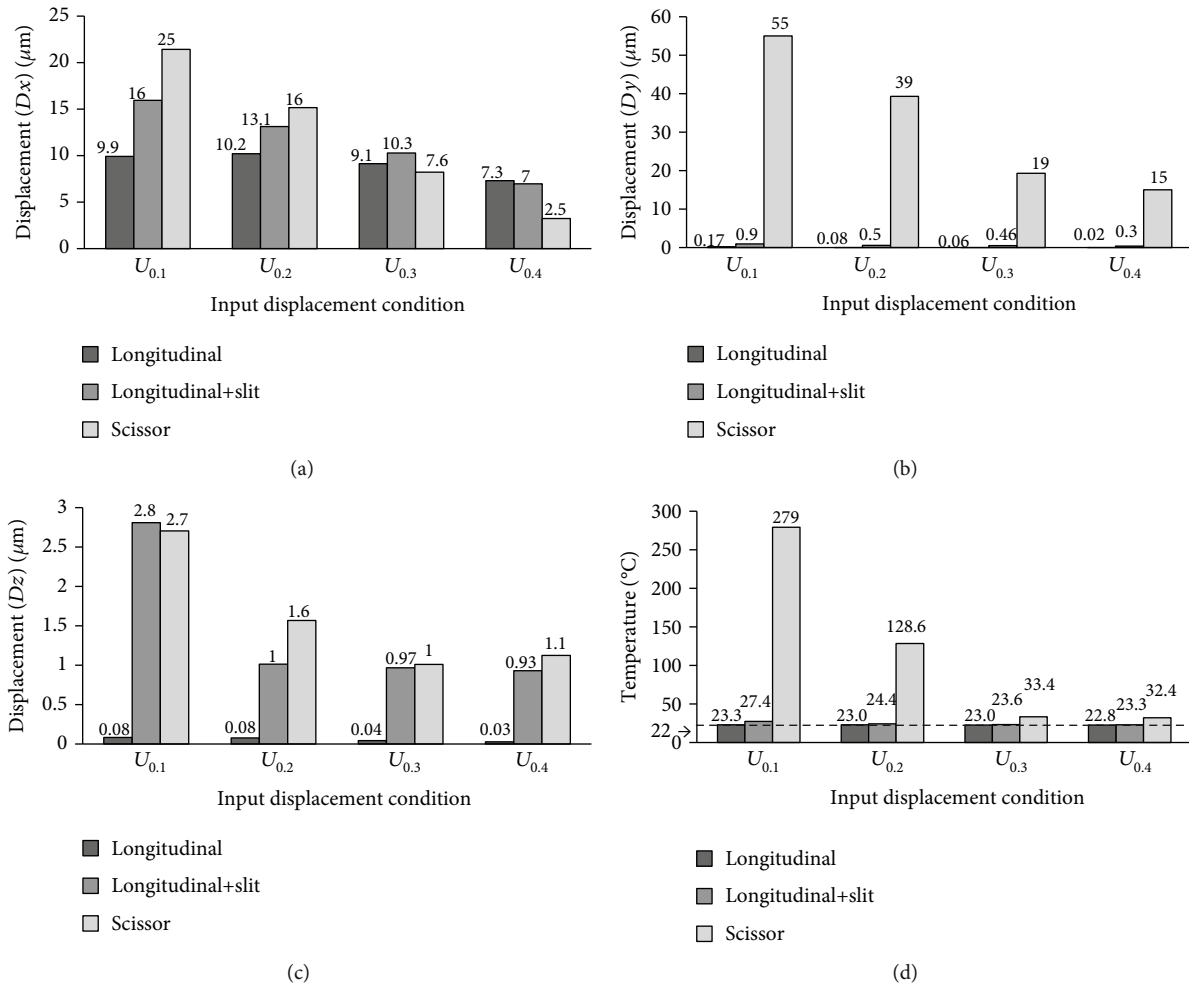 Displacement (Dx) (μm)
25
20
15
10
5
0
9.9
16
25
10.2
13.1
16
9.1
10.3
7.6
7.3
7
2.5
U0.1
U0.2
U0.3
U0.4
Input displacement condition
Longitudinal
Longitudinal+slit
Scissor
(a)
Displacement (Dy) (μm)
60
50
40
30
20
10
0
0.17
0.9
55
0.08
0.5
39
0.06
0.46
19
0.02
0.3
15
U0.1
U0.2
U0.3
U0.4
Input displacement condition
Longitudinal
Longitudinal+slit
Scissor
(b)
Displacement (Dz) (μm)
3
2.5
2
1.5
1
0.5
0
0.08
2.8
2.7
0.08
1
1.6
0.04
0.97
1
0.03
0.93
1.1
U0.1
U0.2
U0.3
U0.4
Input displacement condition
Longitudinal
Longitudinal+slit
Scissor
(c)
Temperature (°C)
300
250
200
150
100
50
22
0
23.3
27.4
279
23.0
24.4
128.6
23.0
23.6
33.4
22.8
23.3
32.4
U0.1
U0.2
U0.3
U0.4
Input displacement condition
Longitudinal
Longitudinal+slit
Scissor
(d)